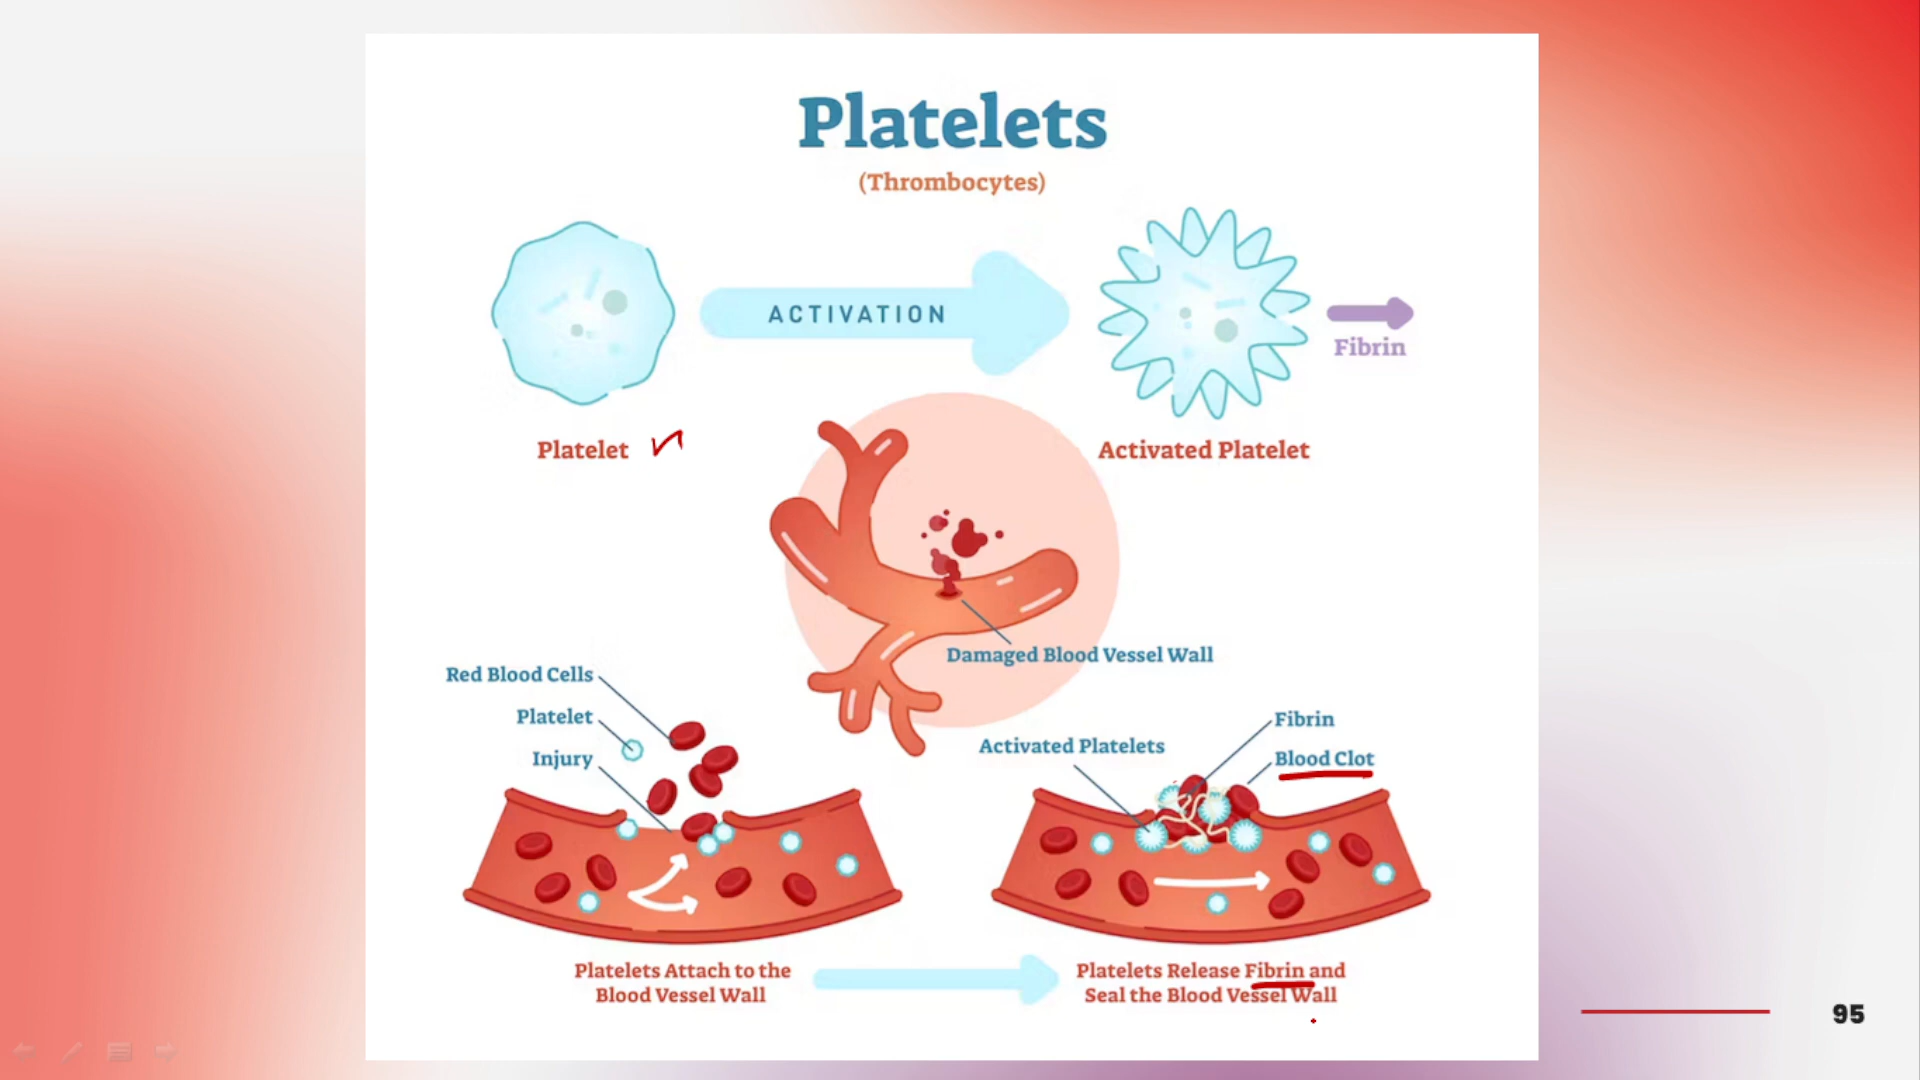 Platelets
(Thrombocytes)
ACTIVATION
Fibrin
Platelet
Activated Platelet
Damaged Blood Vessel Wall
Red Blood Cells
Platelet
Injury
Activated Platelets
Fibrin
Blood Clot
Platelets Attach to the
Blood Vessel Wall
Platelets Release Fibrin and
Seal the Blood Vessel Wall
95